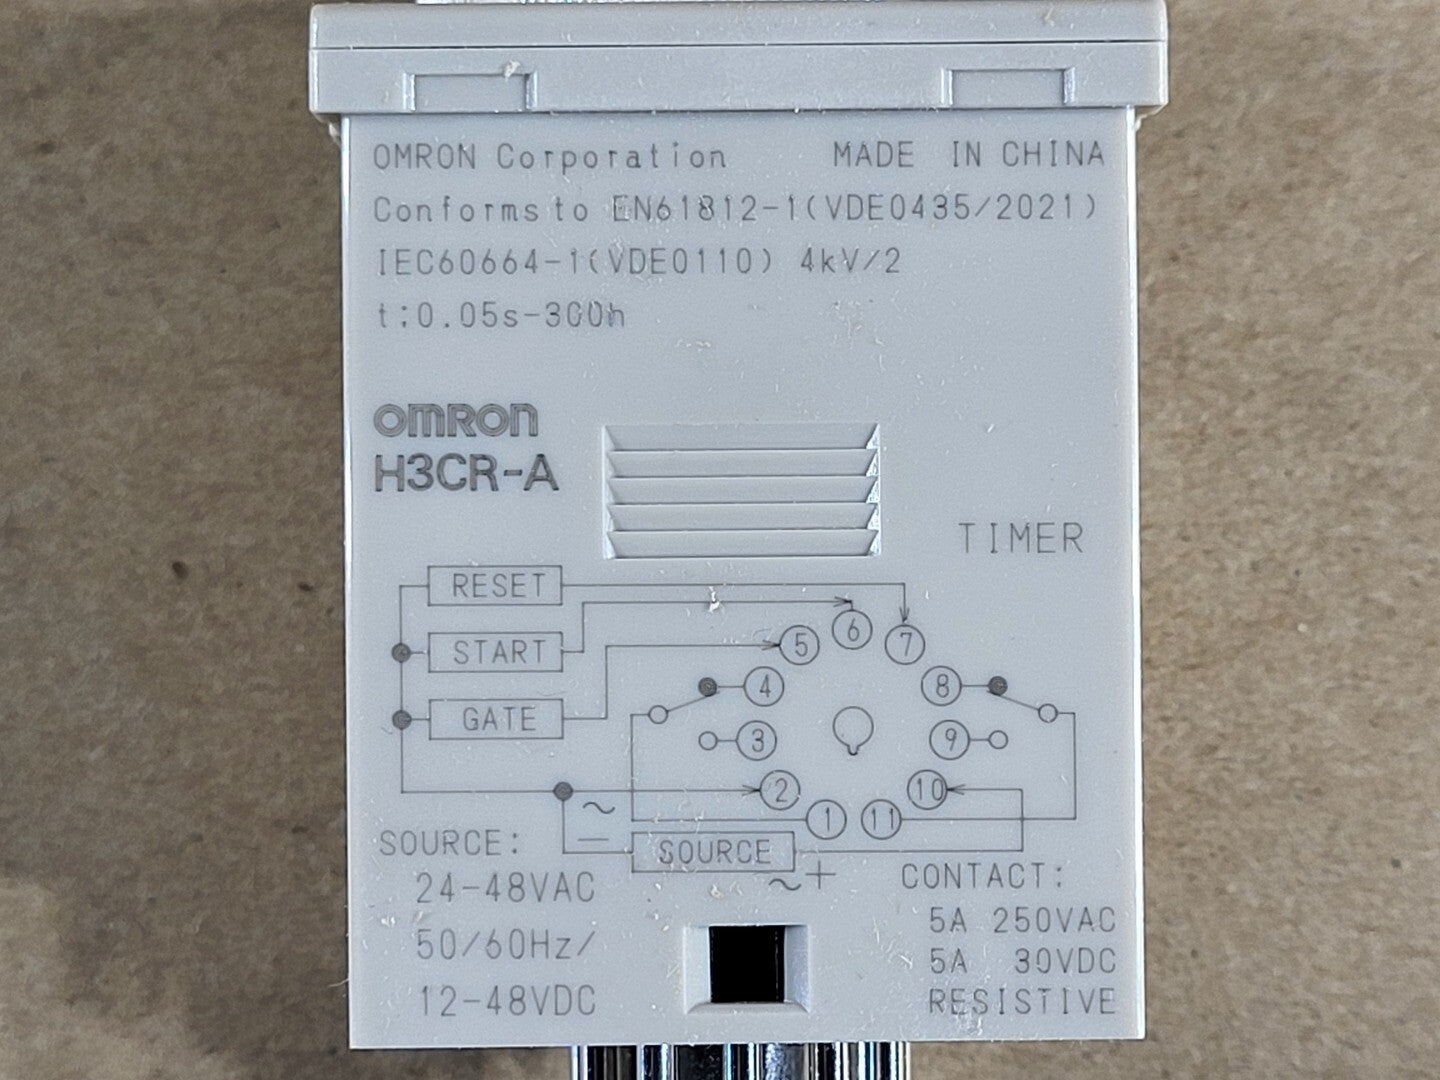 OMRON Corporation MADE IN CHINA
Conforms to EN61812-1(VDE0435/2021)
IEC60664-1(VDE0110) 4kV/2
t:0.05s-300h
OMRON
H3CR-A
TIMER
RESET
START
GATE
6
5 7
4 8
3 9
2 10
1 11
~
−
SOURCE
~ +
SOURCE:
24-48VAC
50/60Hz/
12-48VDC
CONTACT:
5A 250VAC
5A 30VDC
RESISTIVE